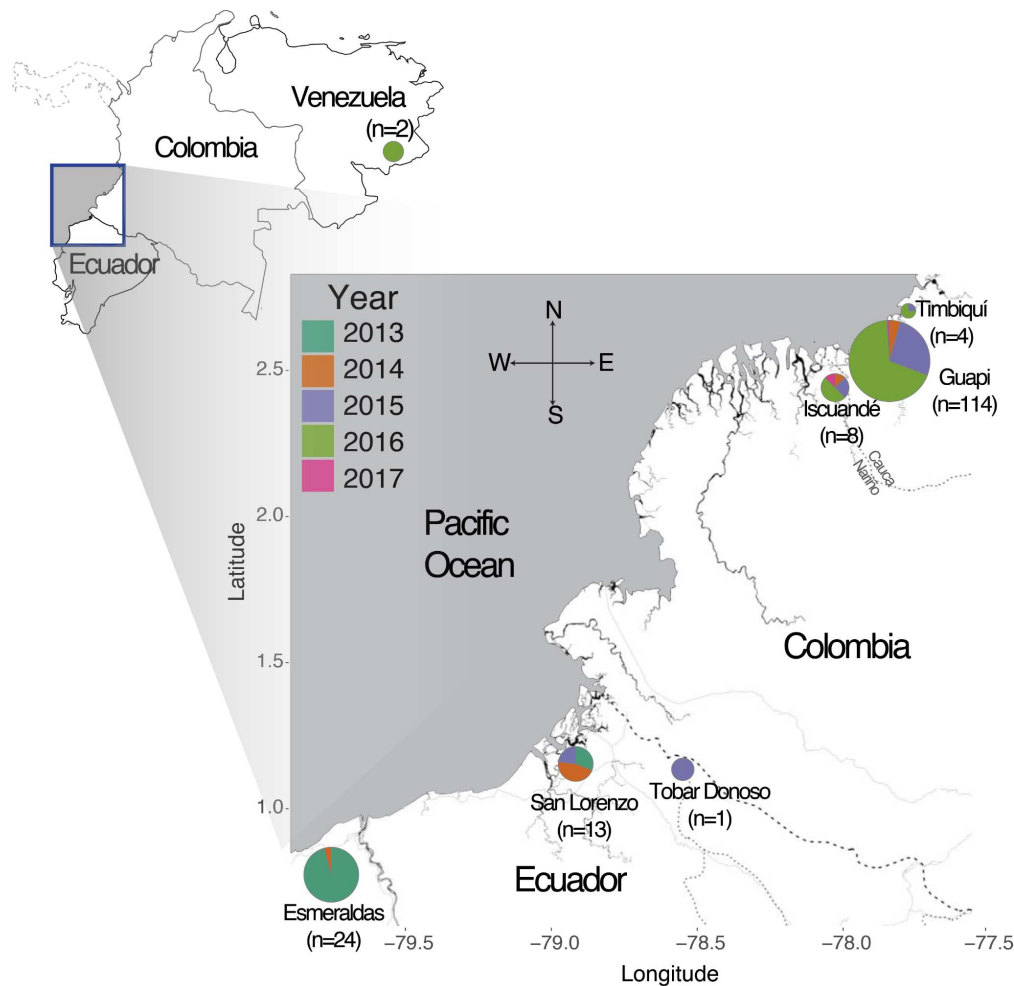 Venezuela
(n=2)
Colombia
Ecuador
Year
2013
2014
2015
2016
2017
N
W
E
S
Timbiquí
(n=4)
Guapi
(n=114)
Iscuandé
(n=8)
Cauca
Nariño
Pacific
Ocean
Colombia
San Lorenzo
(n=13)
Tobar Donoso
(n=1)
Ecuador
Esmeraldas
(n=24)
Latitude
2.5
2.0
1.5
1.0
−79.5
−79.0
−78.5
−78.0
−77.5
Longitude